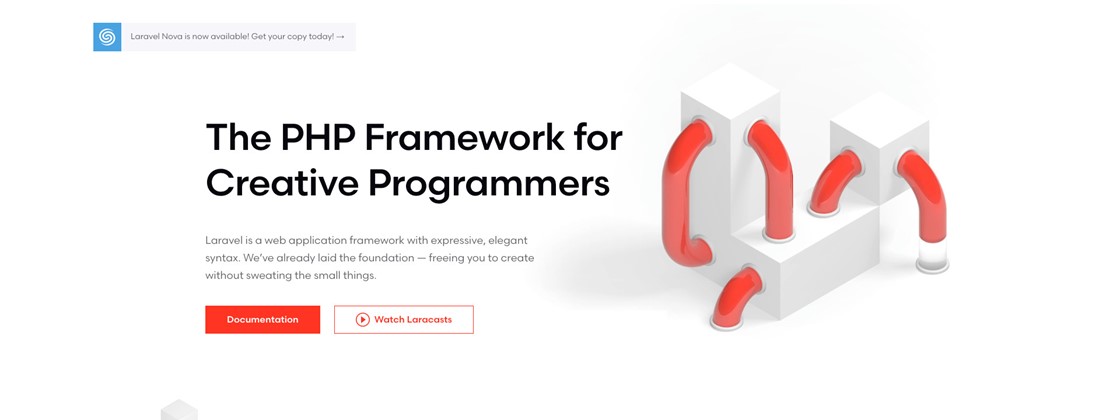 Laravel Nova is now available! Get your copy today! →
The PHP Framework for
Creative Programmers
Laravel is a web application framework with expressive, elegant
syntax. We’ve already laid the foundation — freeing you to create
without sweating the small things.
Documentation
Watch Laracasts